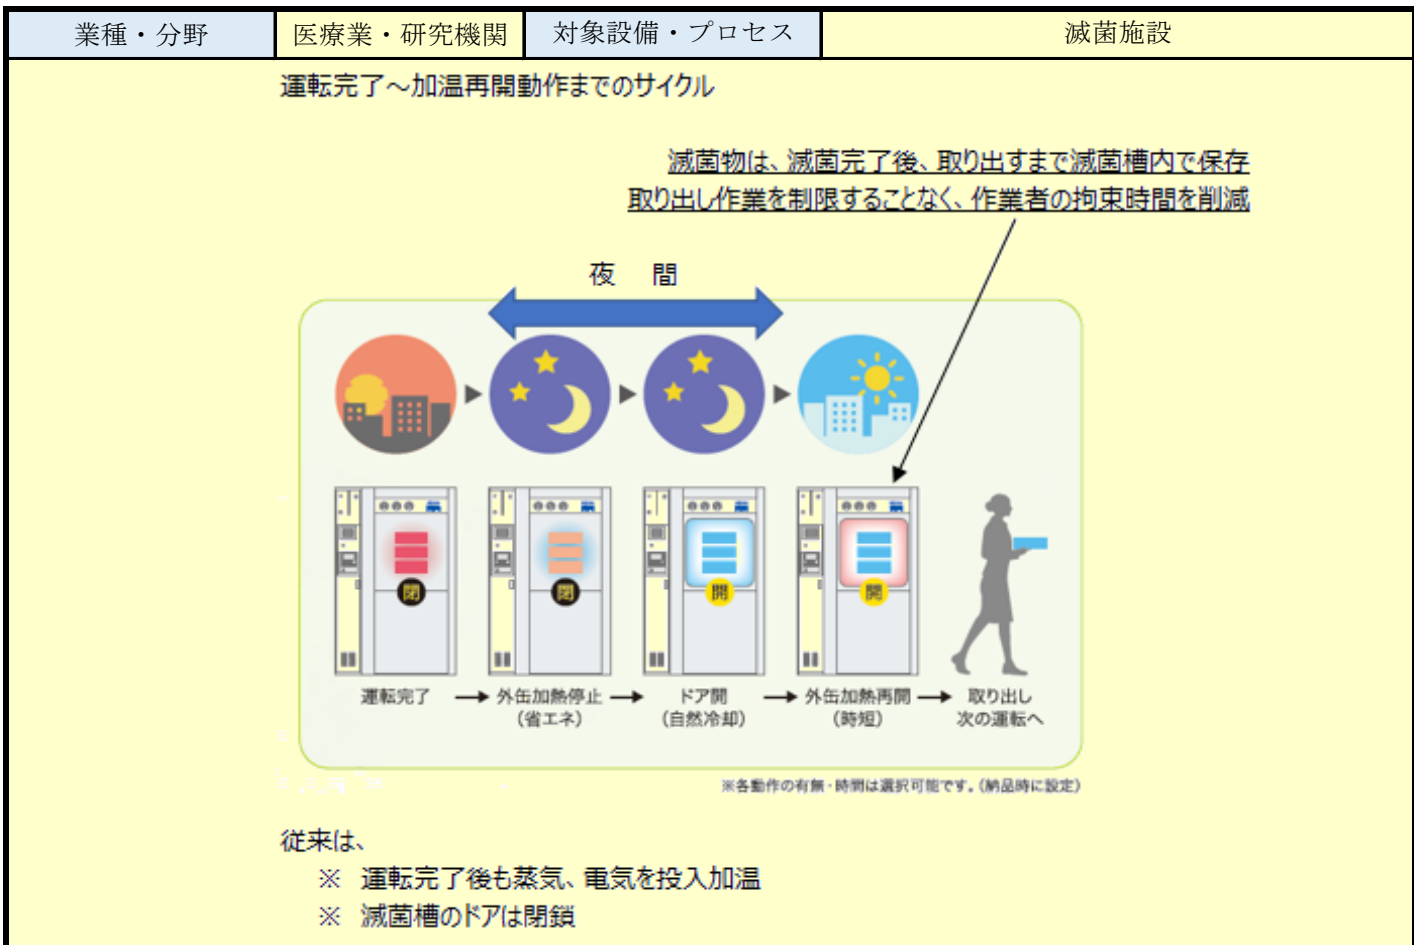 業種・分野 医療業・研究機関 対象設備・プロセス 滅菌施設
運転完了～加温再開動作までのサイクル
滅菌物は、滅菌完了後、取り出すまで滅菌槽内で保存
取り出し作業を制限することなく、作業者の拘束時間を削減
夜 間
閉 閉 開 開
運転完了 外缶加熱停止 ドア開 外缶加熱再開 取り出し
(省エネ) (自然冷却) (時短) 次の運転へ
※各動作の有無・時間は選択可能です。(納品時に設定)
従来は、
※ 運転完了後も蒸気、電気を投入加温
※ 滅菌槽のドアは閉鎖